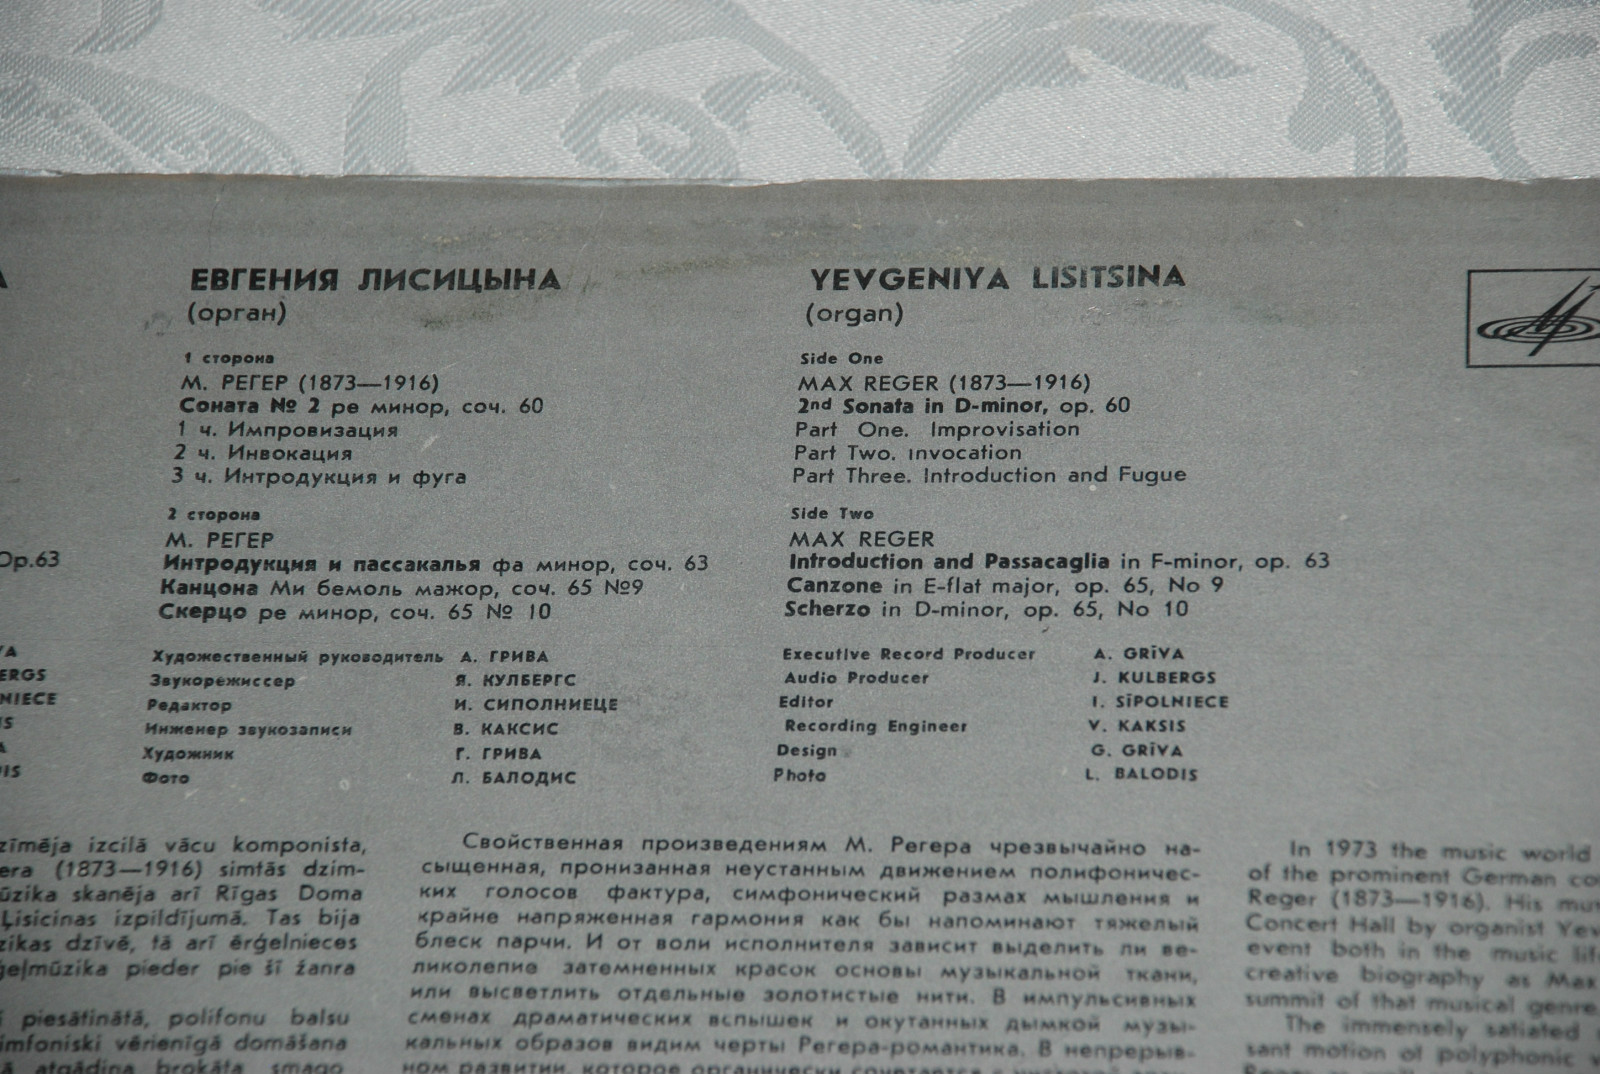 ЕВГЕНИЯ ЛИСИЦЫНА
(орган)
1 сторона
М. РЕГЕР (1873—1916)
Соната № 2 ре минор, соч. 60
1 ч. Импровизация
2 ч. Инвокация
3 ч. Интродукция и фуга
2 сторона
М. РЕГЕР
Интродукция и пассакалья фа минор, соч. 63
Канцона Ми бемоль мажор, соч. 65 №9
Скерцо ре минор, соч. 65 № 10
Художественный руководитель А. ГРИВА
Звукорежиссер Я. КУЛБЕРГС
Редактор И. СИПОЛНИЕЦЕ
Инженер звукозаписи В. КАКСИС
Художник Г. ГРИВА
Фото Л. БАЛОДИС
YEVGENIYA LISITSINA
(organ)
Side One
MAX REGER (1873—1916)
2nd Sonata in D-minor, op. 60
Part One. Improvisation
Part Two. Invocation
Part Three. Introduction and Fugue
Side Two
MAX REGER
Introduction and Passacaglia in F-minor, op. 63
Canzone in E-flat major, op. 65, No 9
Scherzo in D-minor, op. 65, No 10
Executive Record Producer A. GRĪVA
Audio Producer J. KULBERGS
Editor I. SĪPOLNIECE
Recording Engineer V. KAKSIS
Design G. GRĪVA
Photo L. BALODIS
Op.63
komponista,
izcilā vācu
(1873—1916) simtās dzim-
skanēja arī Rīgas Doma
izpildījumā. Tas bija
dzīvē, tā arī ērģelnieces
pieder pie šī žanra
piesātinātā, polifonu balsu
vērienīgā domāšana
atgādina brokāta smago
Свойственная произведениям М. Регера чрезвычайно на-
сыщенная, пронизанная неустанным движением полифоничес-
ких голосов фактура, симфонический размах мышления и
крайне напряженная гармония как бы напоминают тяжелый
блеск парчи. И от воли исполнителя зависит выделить ли ве-
ликолепие затемненных красок основы музыкальной ткани,
или высветлить отдельные золотистые нити. В импульсивных
сменах драматических вспышек и окутанных дымкой музы-
кальных образов видим черты Регера-романтика. В непрерыв-
ном развитии, которое органически
In 1973 the music world
of the prominent German
Reger (1873—1916). His
Concert Hall by organist
event both in the music
creative biography as Max
summit of that musical genre
The immensely satiated
sant motion of polyphonic